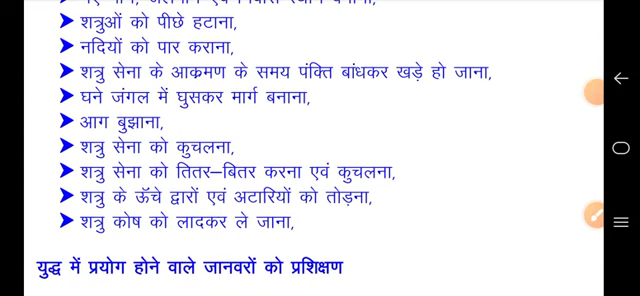 ➤ शत्रुओं को पीछे हटाना,
➤ नदियों को पार कराना,
➤ शत्रु सेना के आक्रमण के समय पंक्ति बांधकर खड़े हो जाना,
➤ घने जंगल में घुसकर मार्ग बनाना,
➤ आग बुझाना,
➤ शत्रु सेना को कुचलना,
➤ शत्रु सेना को तितर–बितर करना एवं कुचलना,
➤ शत्रु के ऊँचे द्वारों एवं अटारियों को तोड़ना,
➤ शत्रु कोष को लादकर ले जाना,
युद्ध में प्रयोग होने वाले जानवरों को प्रशिक्षण